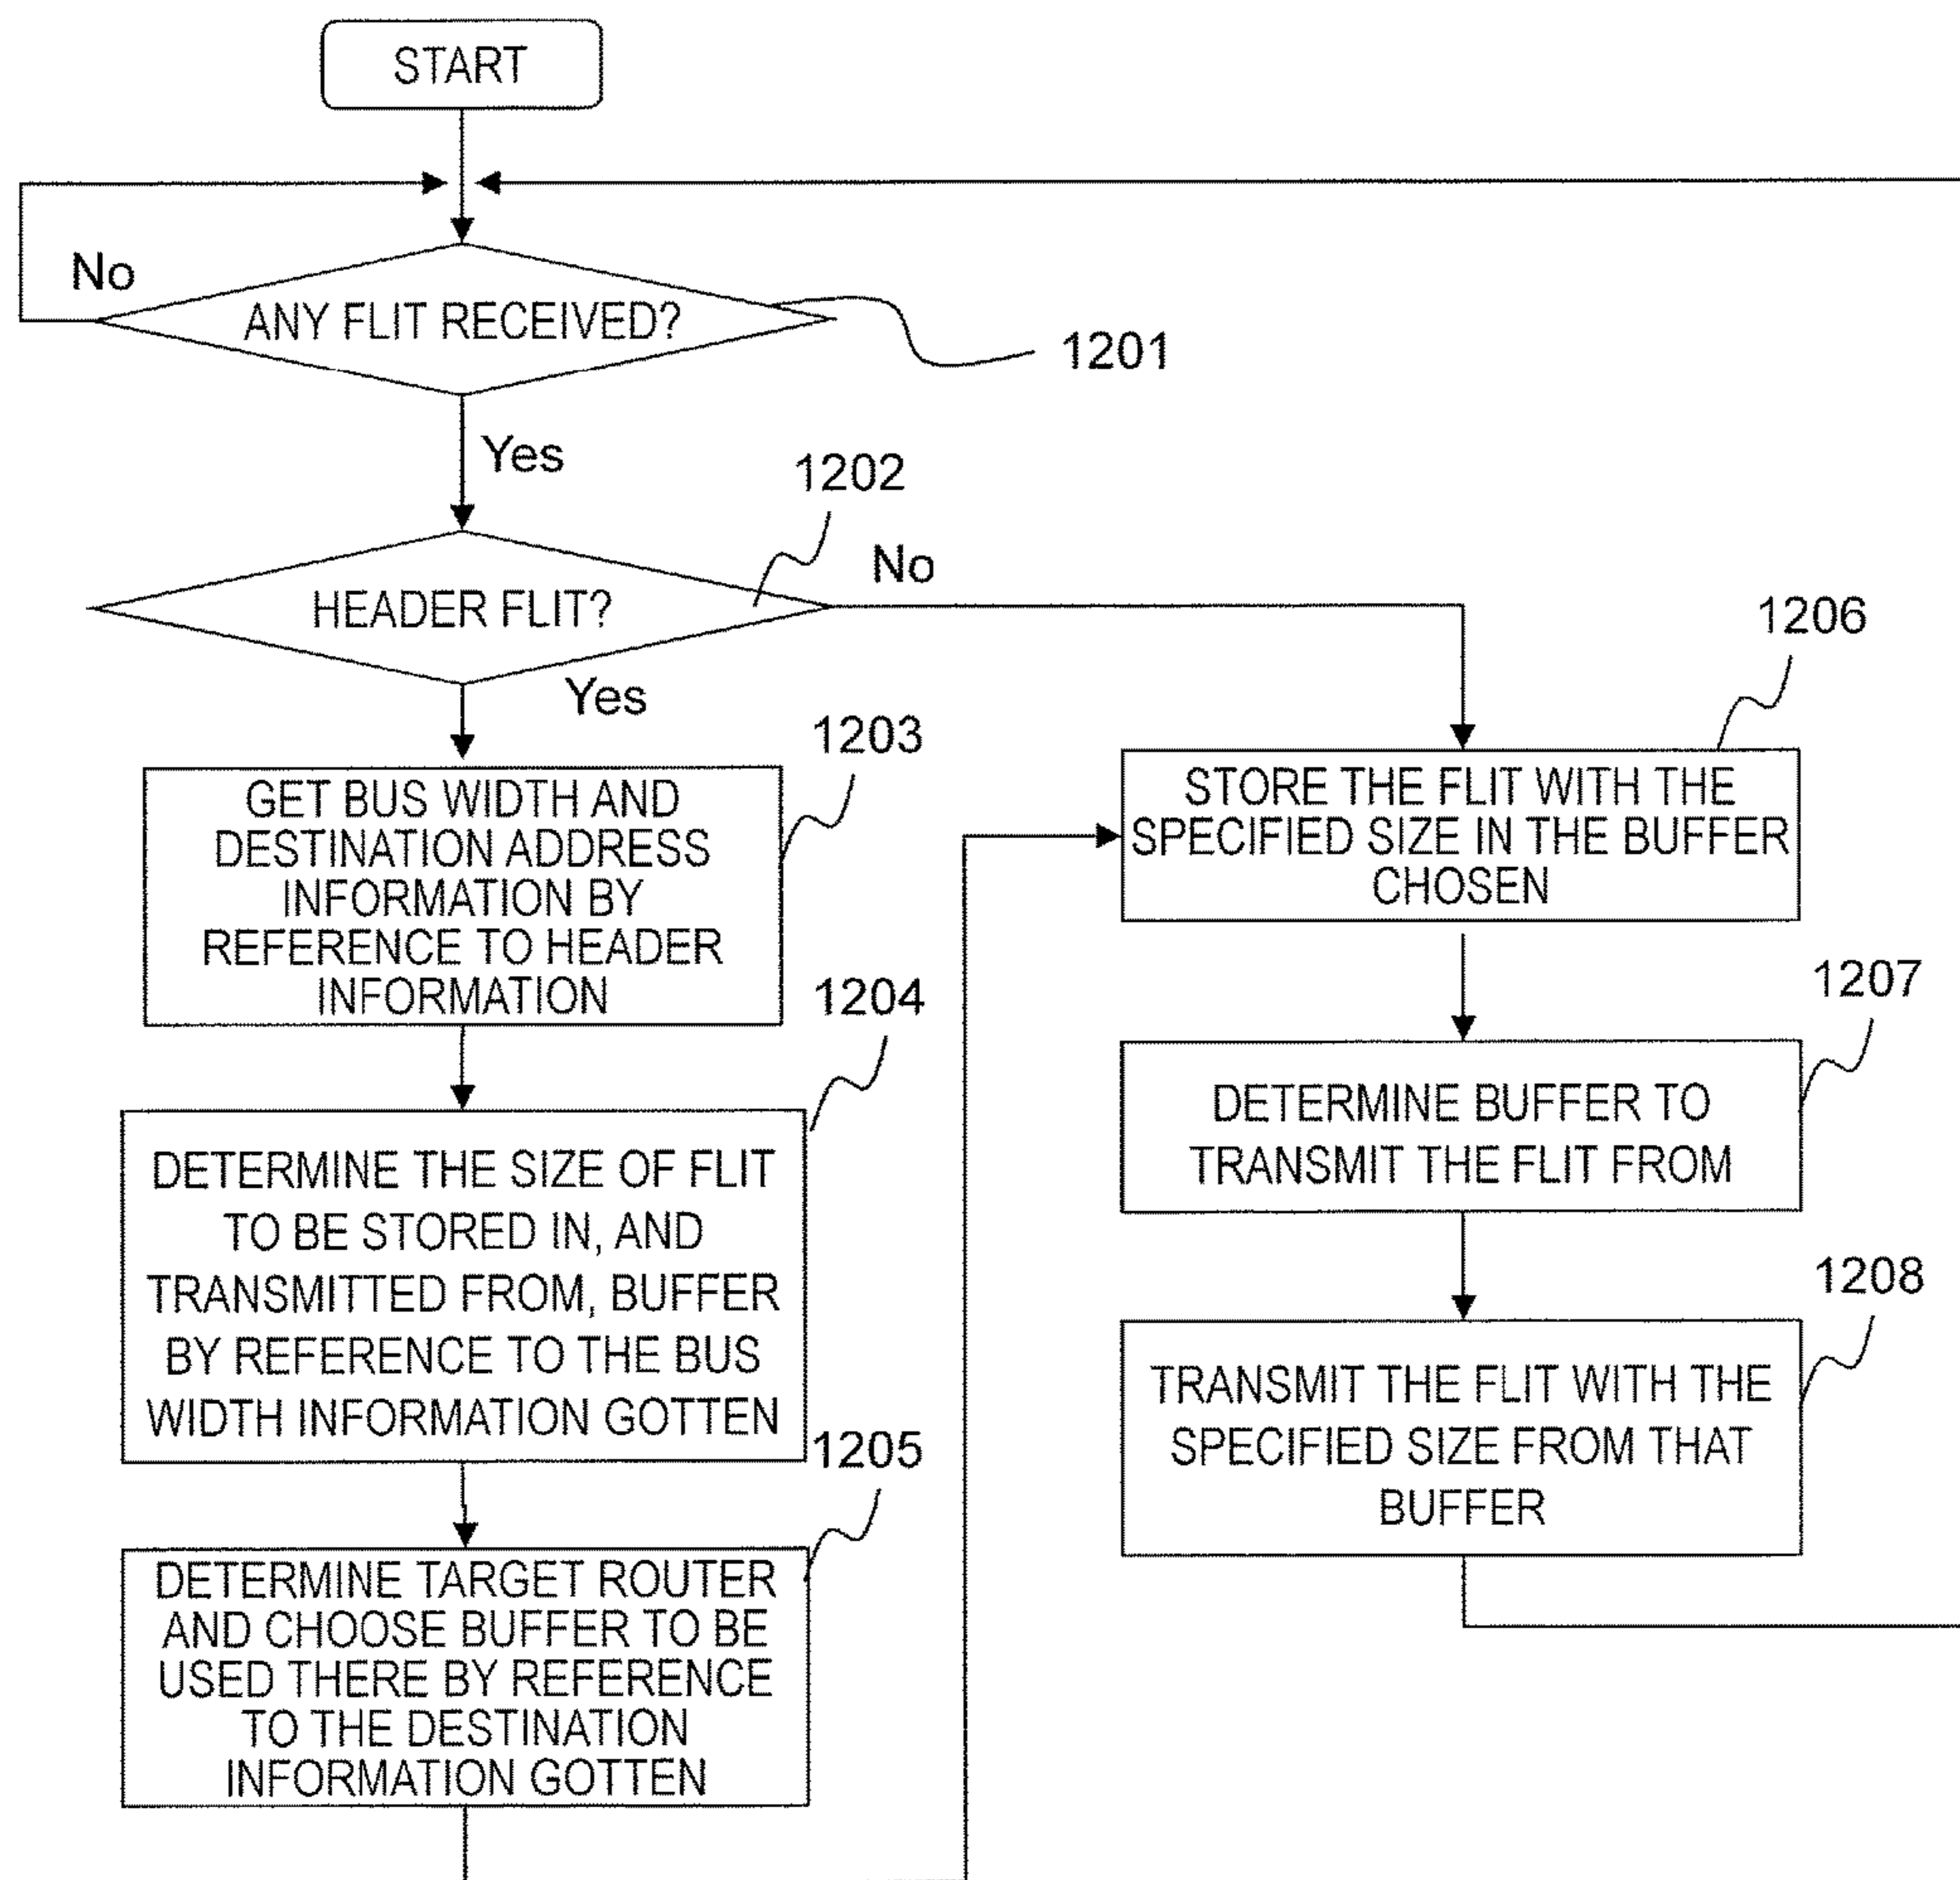 START
No
ANY FLIT RECEIVED?
1201
Yes
1202
No
HEADER FLIT?
Yes
1203
GET BUS WIDTH AND
DESTINATION ADDRESS
INFORMATION BY
REFERENCE TO HEADER
INFORMATION
1204
DETERMINE THE SIZE OF FLIT
TO BE STORED IN, AND
TRANSMITTED FROM, BUFFER
BY REFERENCE TO THE BUS
WIDTH INFORMATION GOTTEN
1205
DETERMINE TARGET ROUTER
AND CHOOSE BUFFER TO BE
USED THERE BY REFERENCE
TO THE DESTINATION
INFORMATION GOTTEN
1206
STORE THE FLIT WITH THE
SPECIFIED SIZE IN THE BUFFER
CHOSEN
1207
DETERMINE BUFFER TO
TRANSMIT THE FLIT FROM
1208
TRANSMIT THE FLIT WITH THE
SPECIFIED SIZE FROM THAT
BUFFER